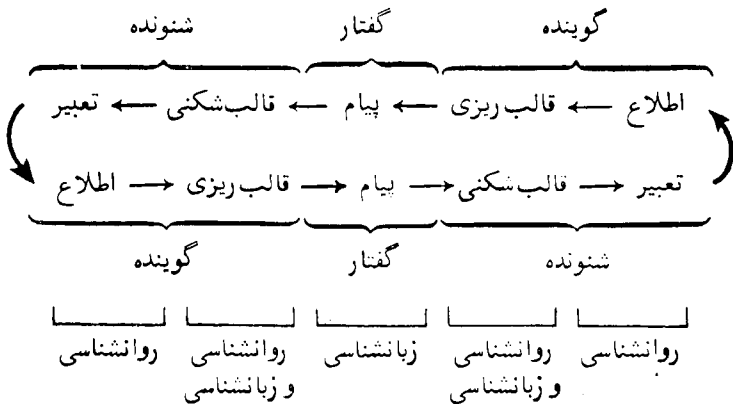 گوینده گفتار شنونده
اطلاع ← قالب‌ریزی ← پیام ← قالب‌شکنی ← تعبیر
تعبیر → قالب‌شکنی → پیام → قالب‌ریزی → اطلاع
شنونده گفتار گوینده
روانشناسی روانشناسی زبانشناسی روانشناسی روانشناسی
و زبانشناسی و زبانشناسی